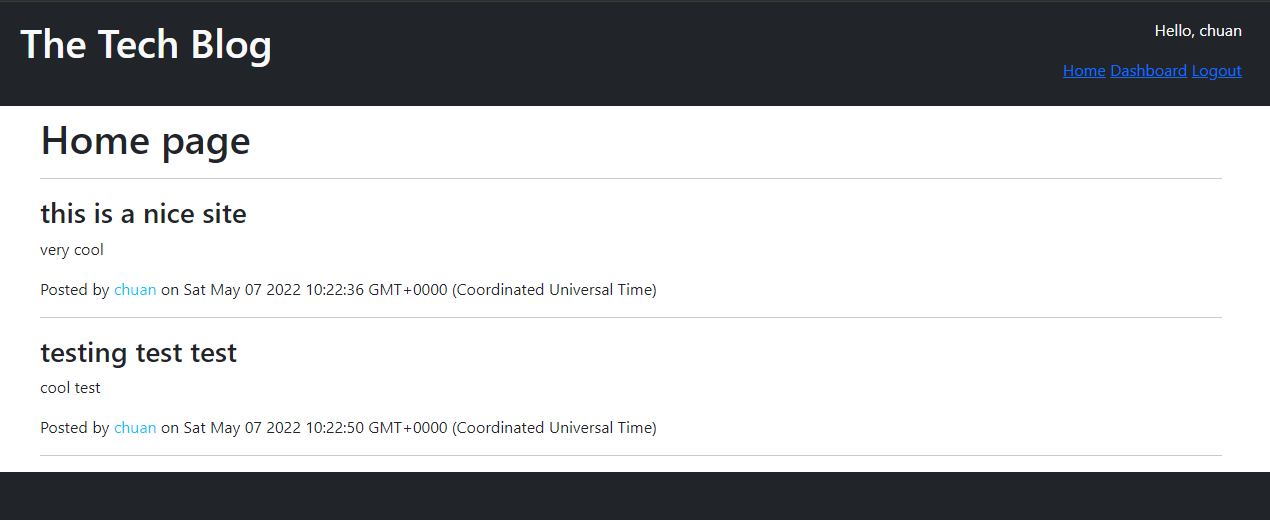 The Tech Blog
Hello, chuan
Home Dashboard Logout
Home page
this is a nice site
very cool
Posted by chuan on Sat May 07 2022 10:22:36 GMT+0000 (Coordinated Universal Time)
testing test test
cool test
Posted by chuan on Sat May 07 2022 10:22:50 GMT+0000 (Coordinated Universal Time)